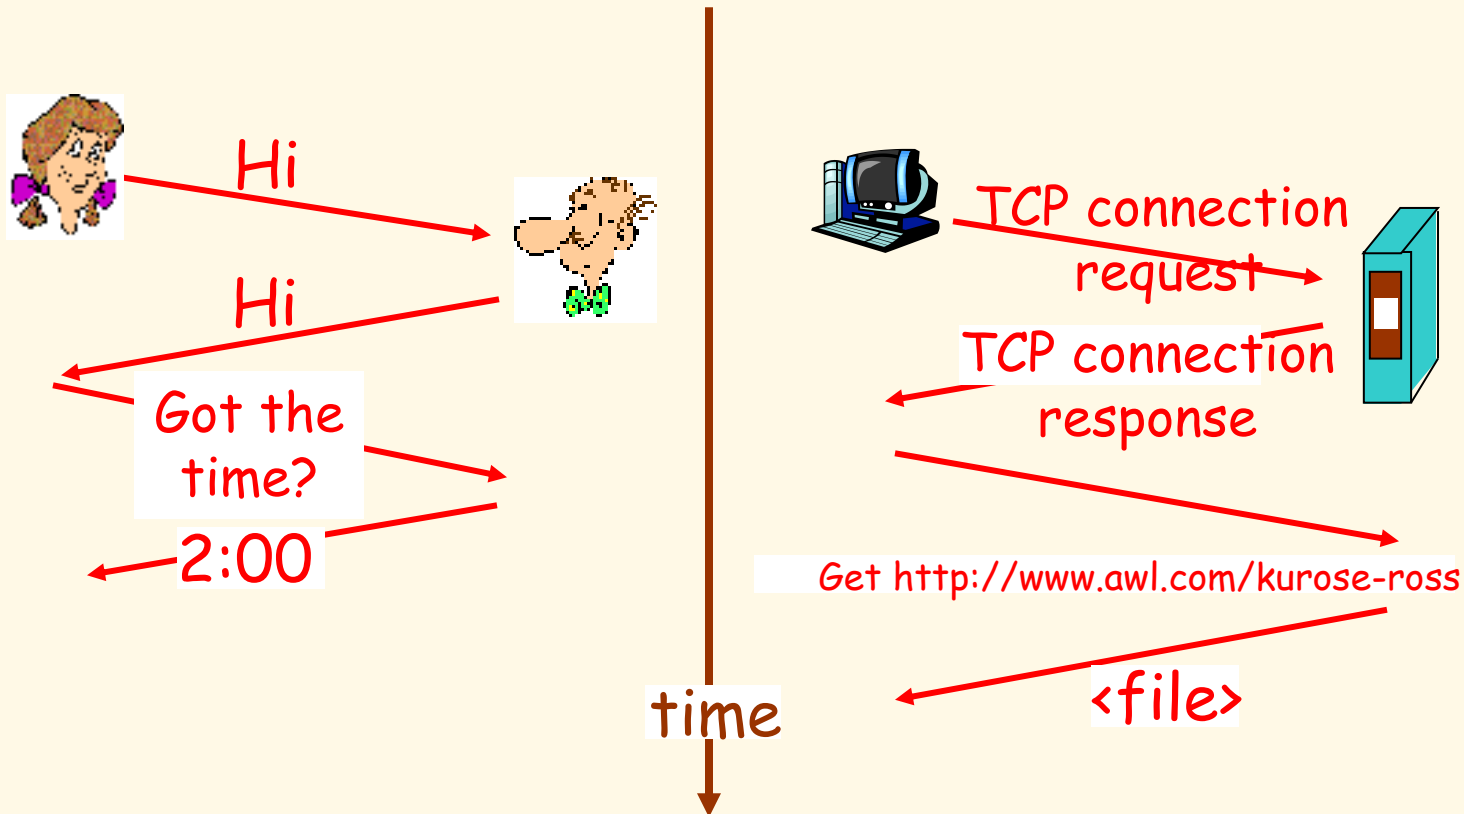 Hi
Hi
Got the
time?
2:00
time
TCP connection
request
TCP connection
response
Get http://www.awl.com/kurose-ross
<file>